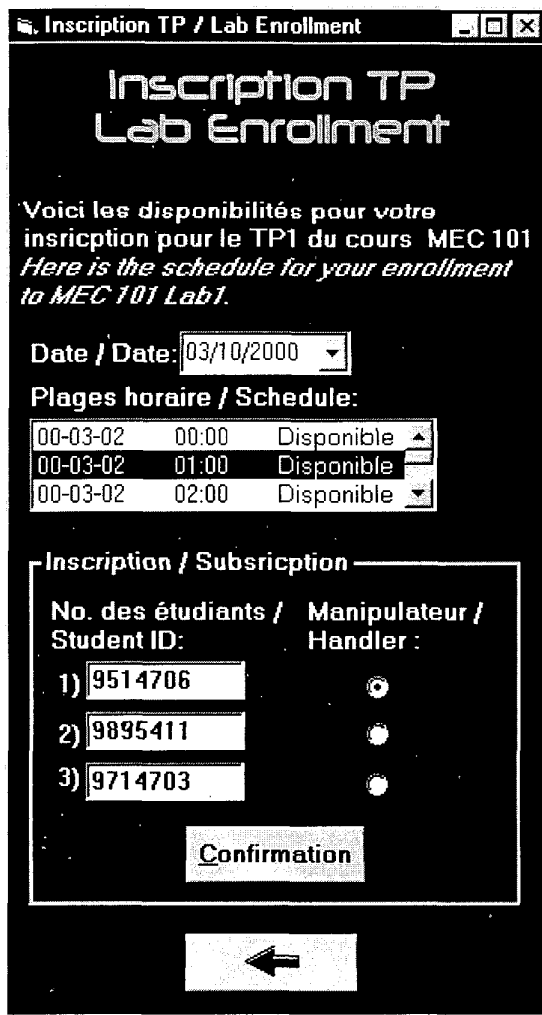 Inscription TP / Lab Enrollment
Inscription TP
Lab Enrollment
Voici les disponibilités pour votre
insricption pour le TP1 du cours MEC 101
Here is the schedule for your enrollment
to MEC 101 Lab1.
Date / Date: 03/10/2000
Plages horaire / Schedule:
00-03-02 00:00 Disponible
00-03-02 01:00 Disponible
00-03-02 02:00 Disponible
Inscription / Subsricption
No. des étudiants / Manipulateur /
Student ID: Handler :
1) 9514706
2) 9895411
3) 9714703
Confirmation